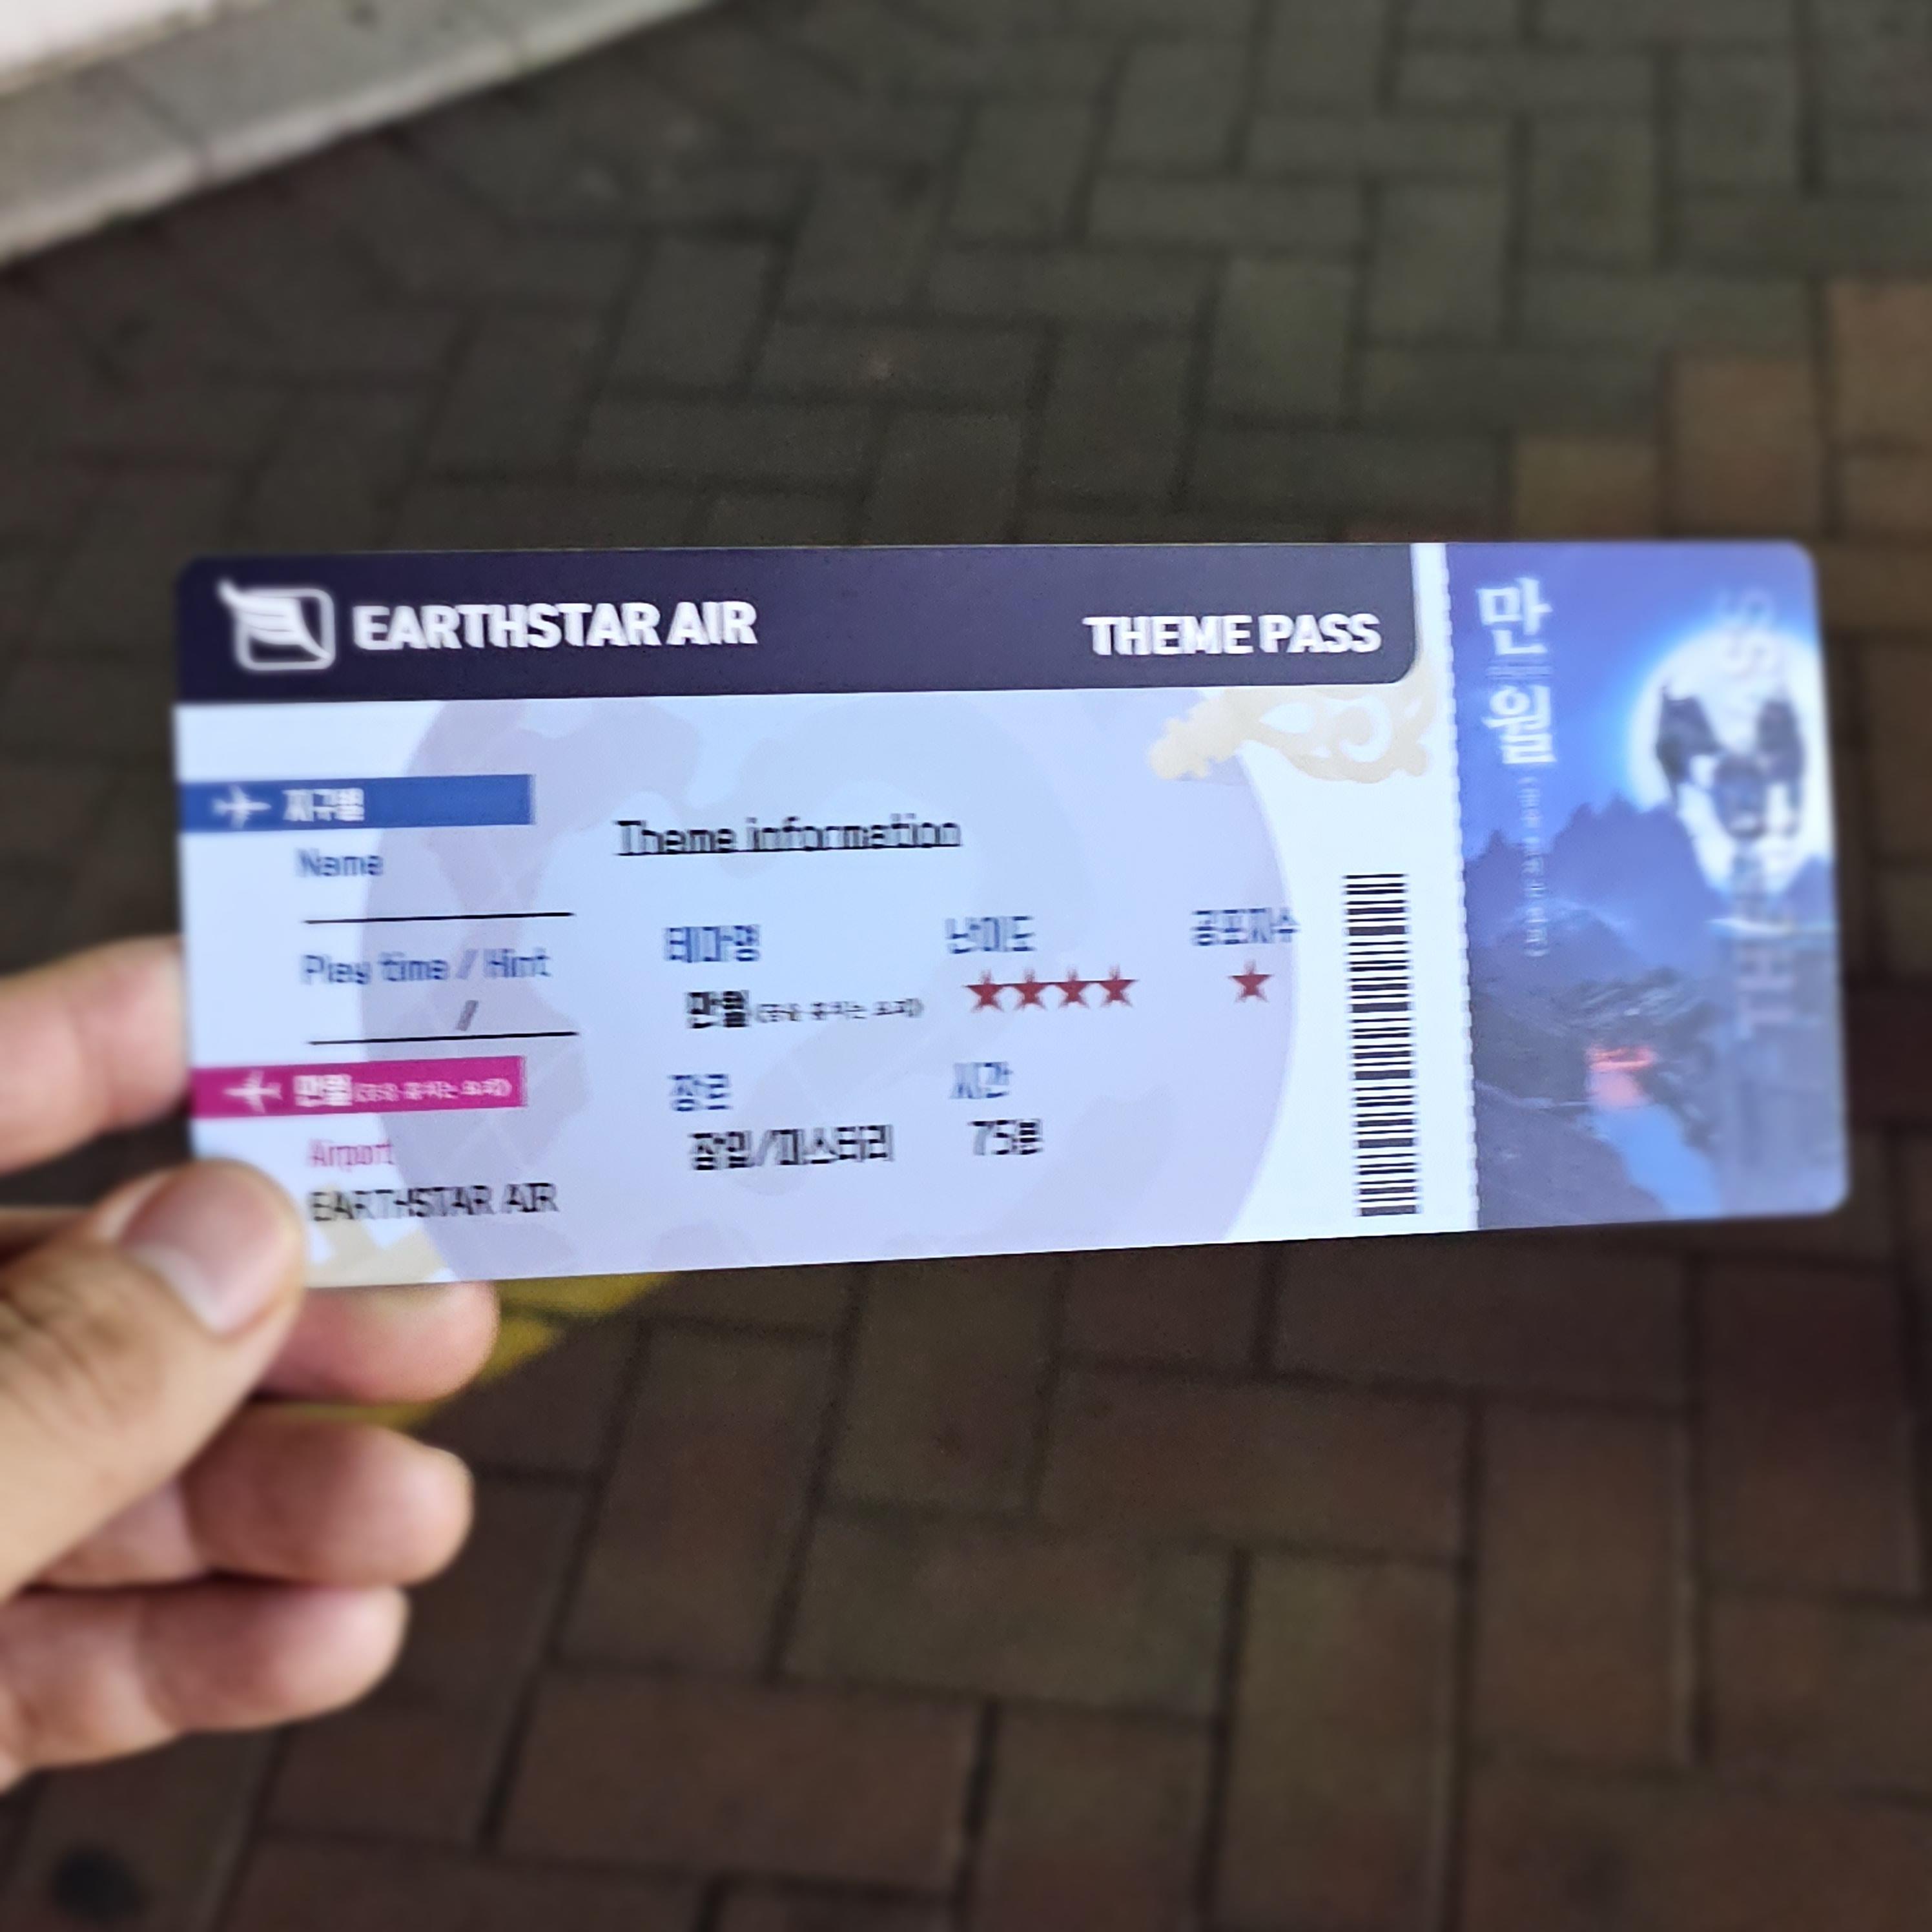 EARTHSTAR AIR
THEME PASS
지구별
Name
Theme information
테마명
난이도
공포지수
만월
★★★★
★
Play time / Hint
/
만월
장르
시간
잠입/미스터리
75분
Airport
EARTHSTAR AIR
만월
THEME PASS